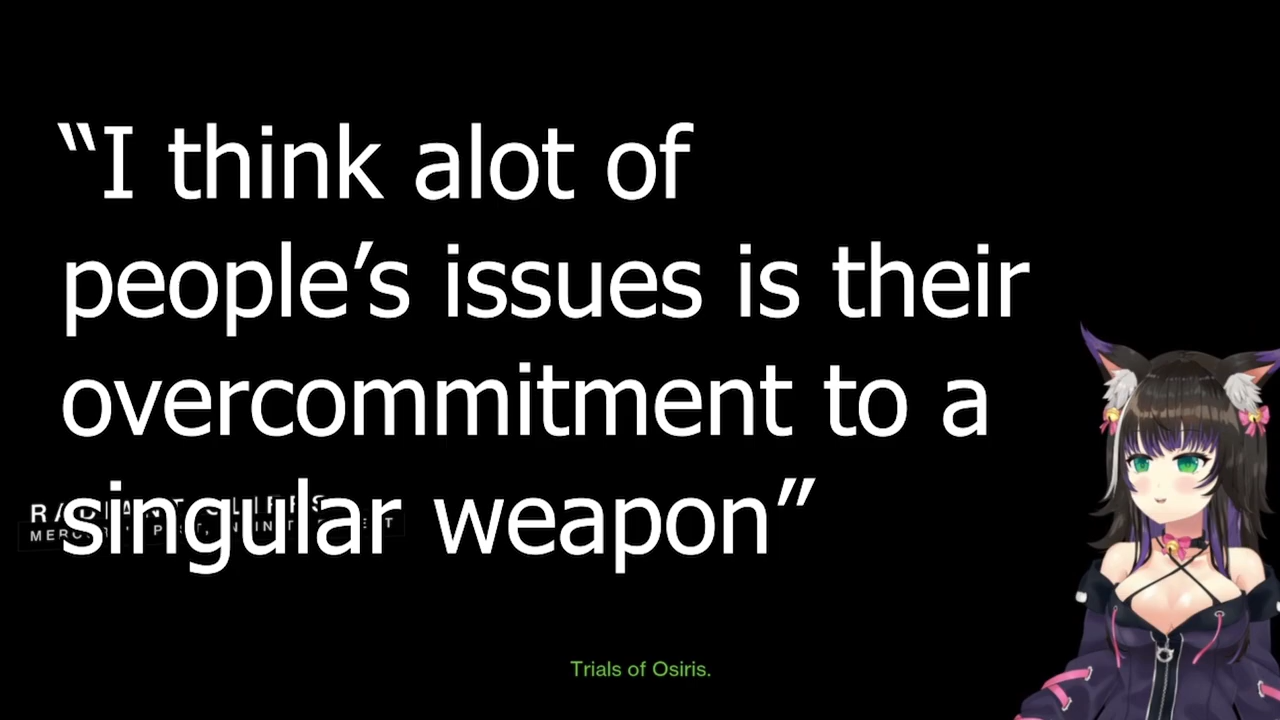 “I think alot of
people’s issues is their
overcommitment to a
singular weapon”
Trials of Osiris.